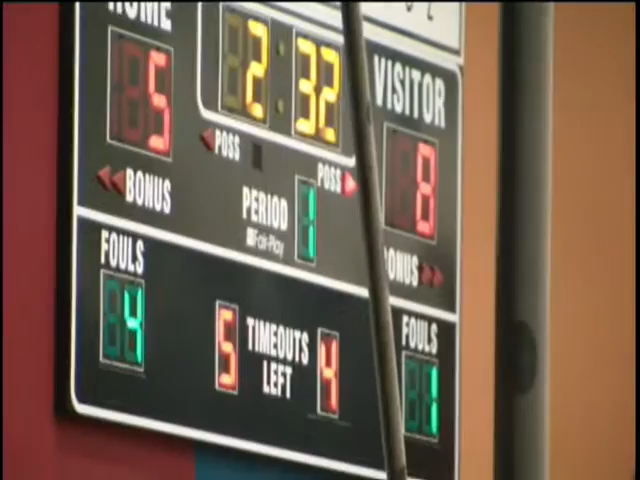 HOME
5
2:32
VISITOR
8
POSS
POSS
BONUS
PERIOD
1
Fair-Play
BONUS
FOULS
4
5
TIMEOUTS
LEFT
4
FOULS
1